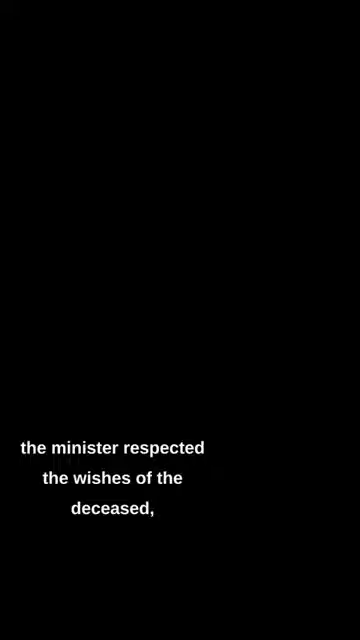 the minister respected
the wishes of the
deceased,